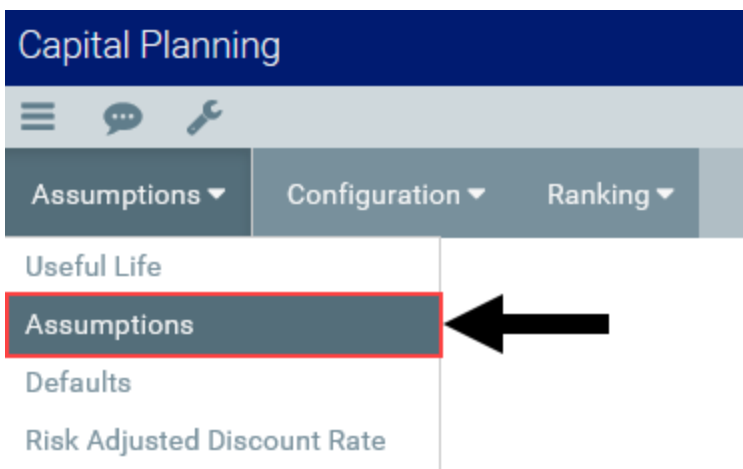 Capital Planning
Assumptions Configuration Ranking
Useful Life
Assumptions
Defaults
Risk Adjusted Discount Rate